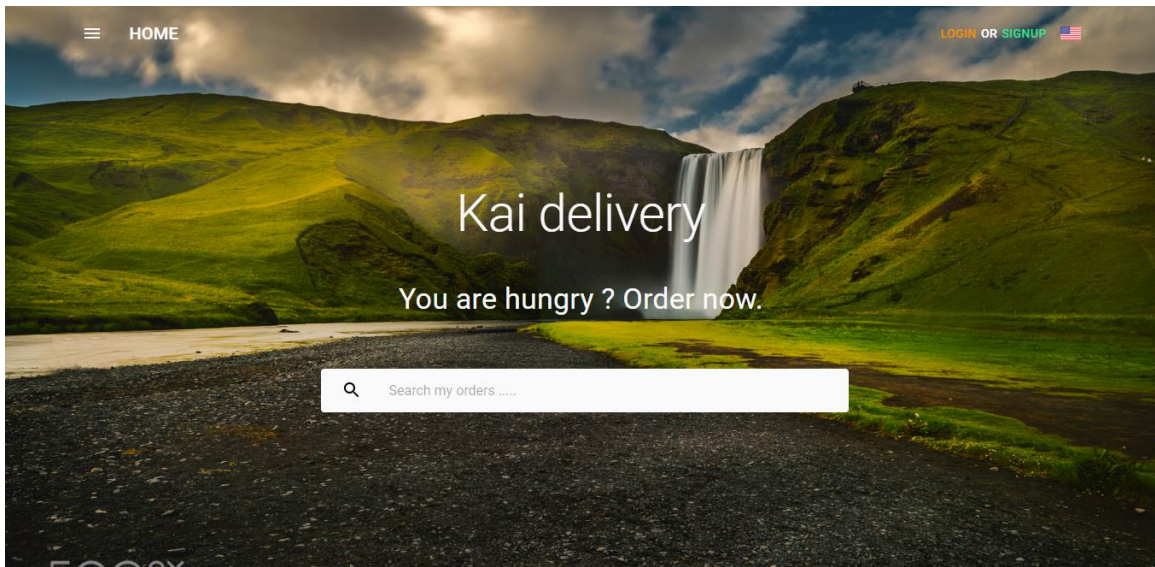 HOME
LOGIN OR SIGNUP
Kai delivery
You are hungry ? Order now.
Search my orders .....